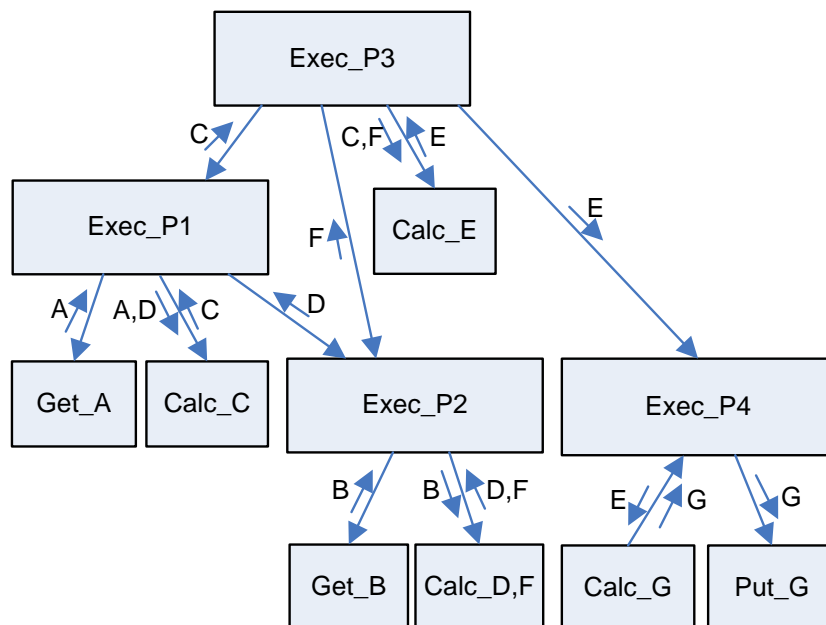 Exec_P3
C
C,F
E
Exec_P1
Calc_E
E
F
A
A,D
C
D
Get_A
Calc_C
Exec_P2
Exec_P4
B
B
D,F
E
G
G
Get_B
Calc_D,F
Calc_G
Put_G